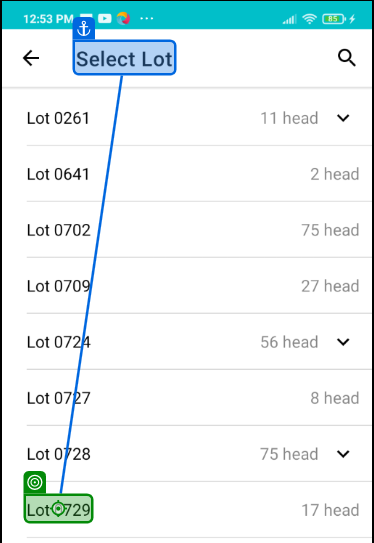 12:53 PM
85
Select Lot
Lot 0261 11 head
Lot 0641 2 head
Lot 0702 75 head
Lot 0709 27 head
Lot 0724 56 head
Lot 0727 8 head
Lot 0728 75 head
Lot 0729 17 head